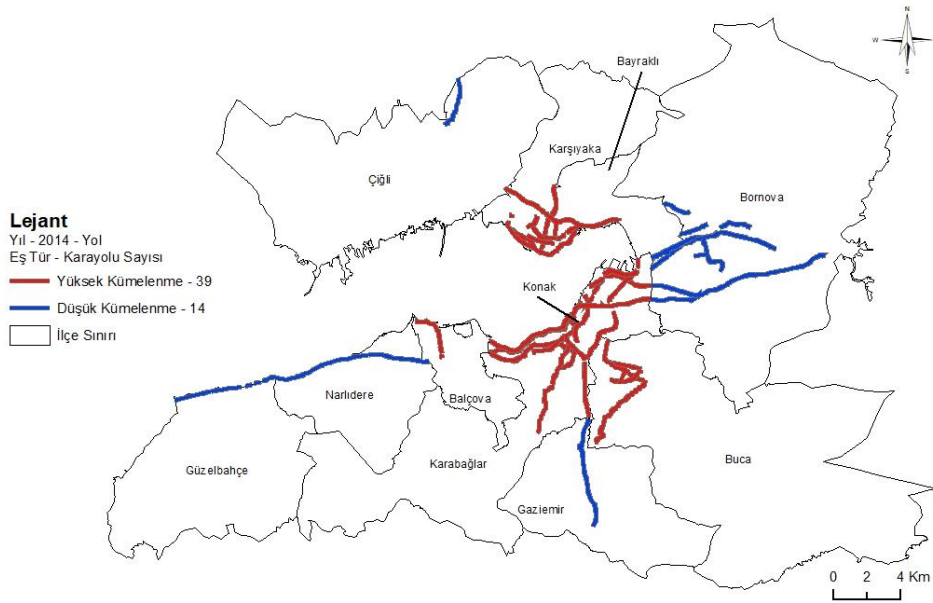 N
W
S
Bayraklı
Karşıyaka
Çiğli
Bornova
Lejant
Yıl - 2014 - Yol
Eş Tür - Karayolu Sayısı
Yüksek Kümelenme - 39
Düşük Kümelenme - 14
İlçe Sınırı
Konak
Narlıdere
Balçova
Güzelbahçe
Karabağlar
Buca
Gaziemir
0 2 4 Km